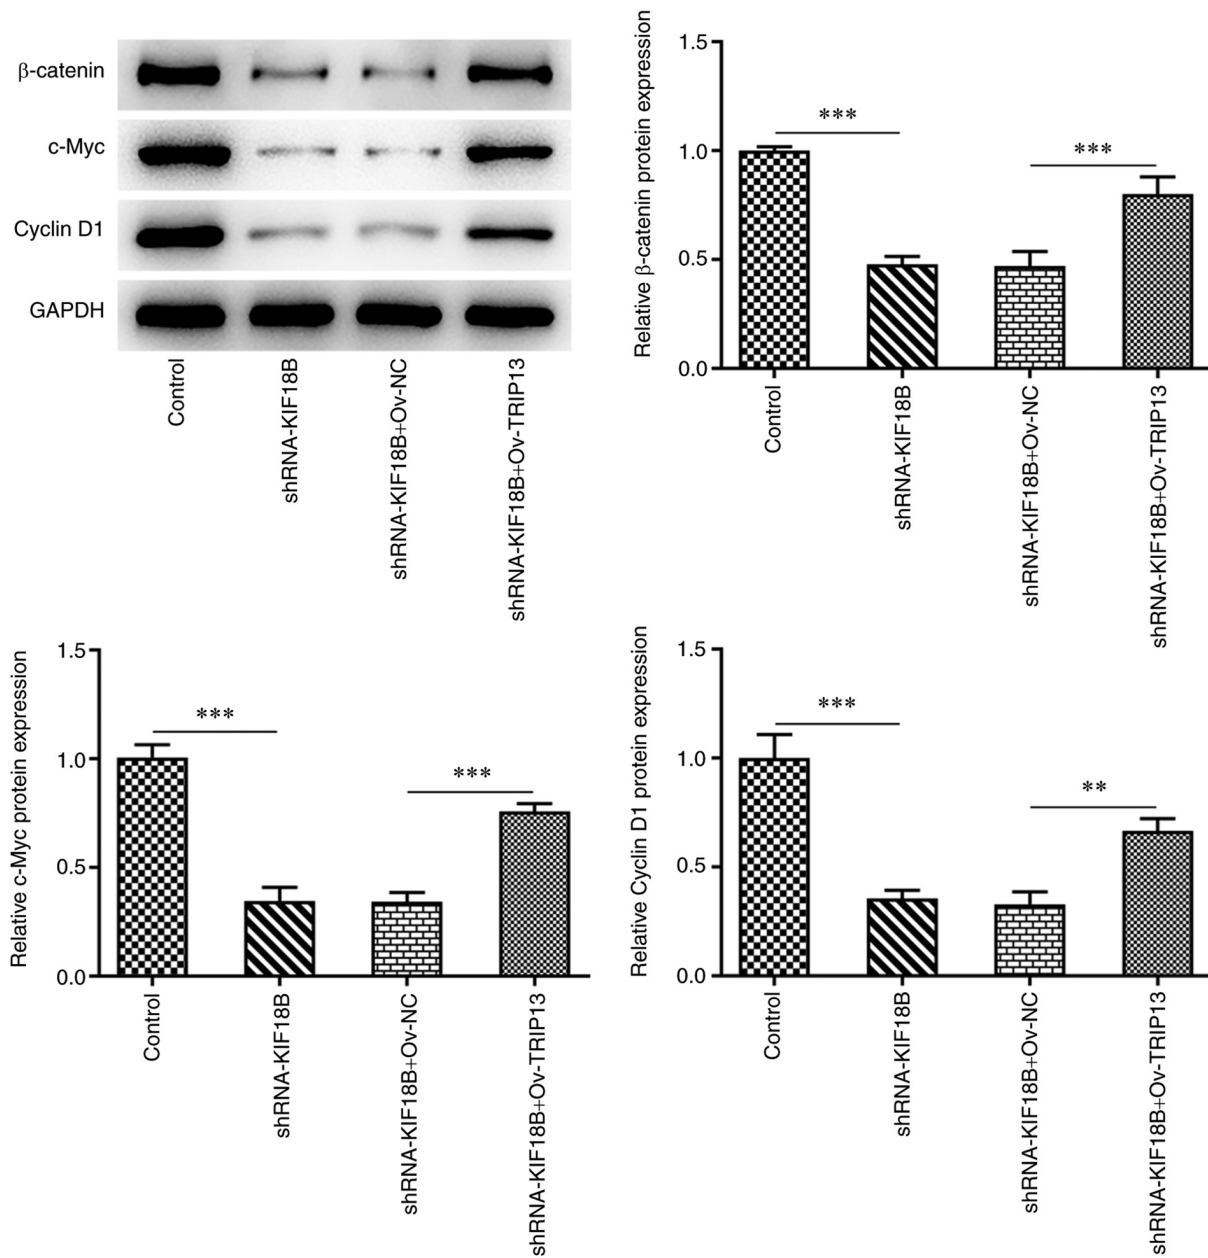 β-catenin
c-Myc
Cyclin D1
GAPDH
Control
shRNA-KIF18B
shRNA-KIF18B+Ov-NC
shRNA-KIF18B+Ov-TRIP13
Relative β-catenin protein expression
1.5
1.0
0.5
0.0
***
***
Control
shRNA-KIF18B
shRNA-KIF18B+Ov-NC
shRNA-KIF18B+Ov-TRIP13
Relative c-Myc protein expression
1.5
1.0
0.5
0.0
***
***
Control
shRNA-KIF18B
shRNA-KIF18B+Ov-NC
shRNA-KIF18B+Ov-TRIP13
Relative Cyclin D1 protein expression
1.5
1.0
0.5
0.0
***
**
Control
shRNA-KIF18B
shRNA-KIF18B+Ov-NC
shRNA-KIF18B+Ov-TRIP13